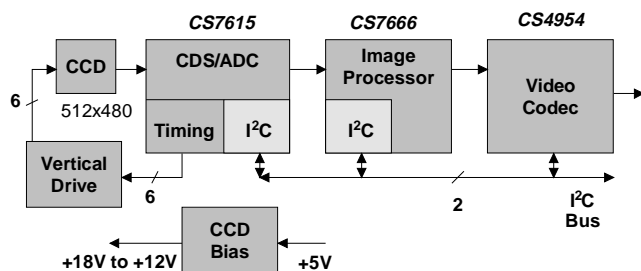 CS7615
CS7666
CS4954
CCD
512x480
CDS/ADC
Timing
I²C
Image
Processor
I²C
Video
Codec
6
Vertical
Drive
6
2
I²C
Bus
CCD
Bias
+18V to +12V
+5V